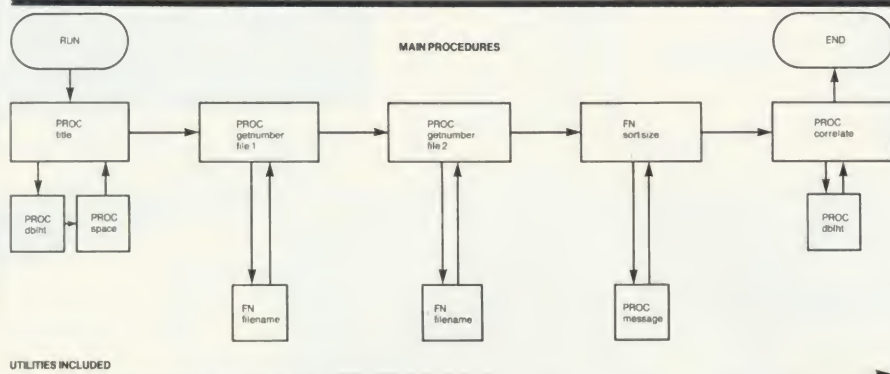 RUN
MAIN PROCEDURES
END
PROC
title
PROC
getnumber
file 1
PROC
getnumber
file 2
FN
sortsize
PROC
correlate
PROC
dblht
PROC
space
PROC
dblht
FN
filename
FN
filename
PROC
message
UTILITIES INCLUDED